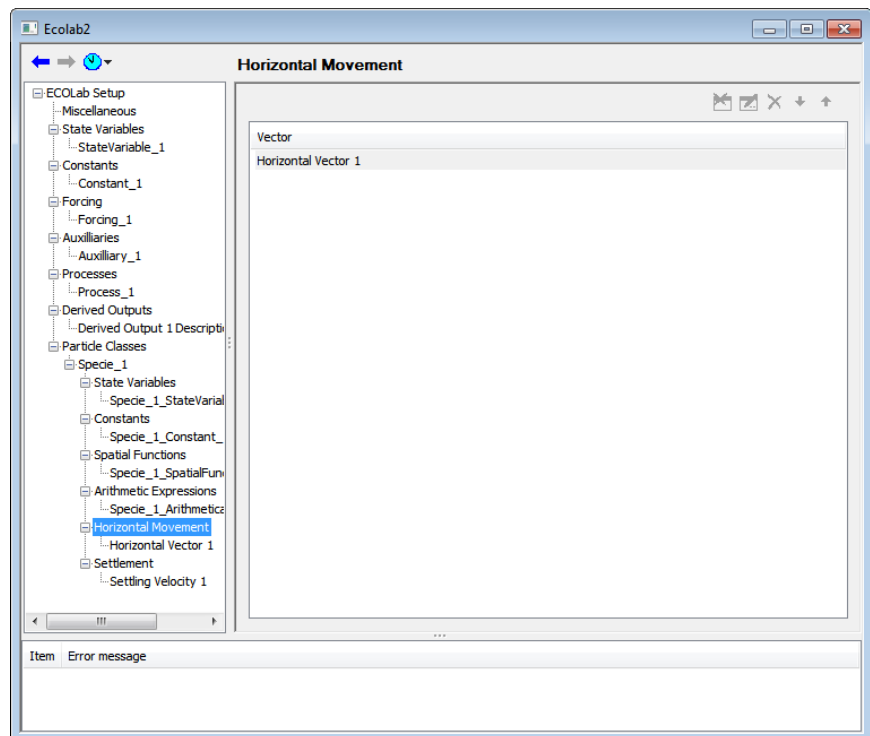 Ecolab2
Horizontal Movement
ECOLab Setup
Miscellaneous
State Variables
StateVariable_1
Constants
Constant_1
Forcing
Forcing_1
Auxilliaries
Auxilliary_1
Processes
Process_1
Derived Outputs
Derived Output 1 Descripti
Particle Classes
Specie_1
State Variables
Specie_1_StateVarial
Constants
Specie_1_Constant_
Spatial Functions
Specie_1_SpatialFun
Arithmetic Expressions
Specie_1_Arithmetica
Horizontal Movement
Horizontal Vector 1
Settlement
Settling Velocity 1
Vector
Horizontal Vector 1
Item Error message